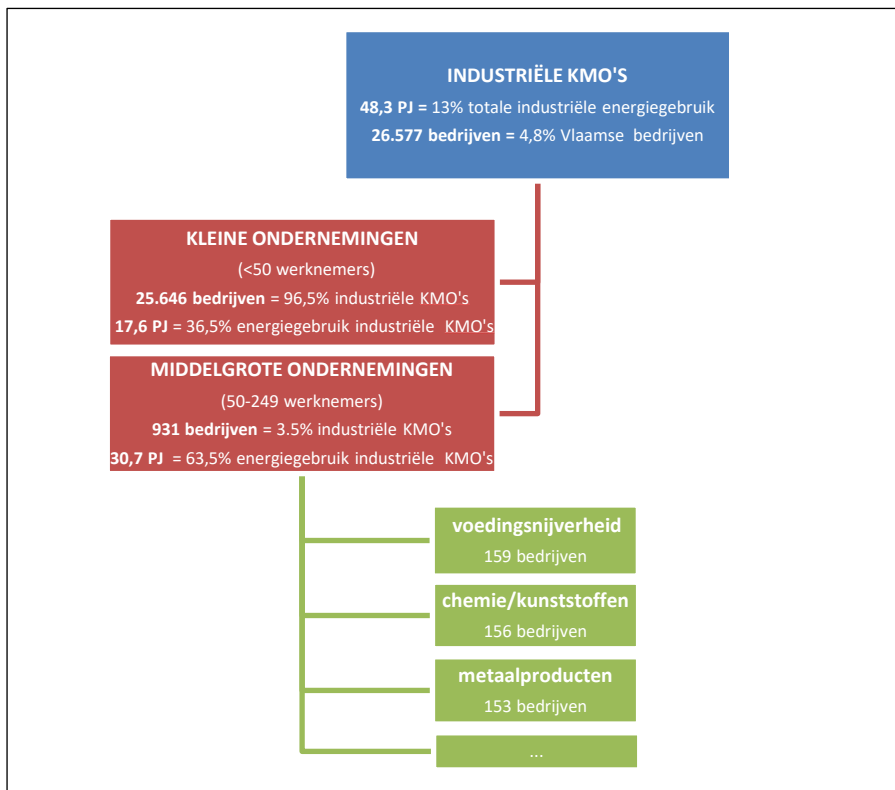 INDUSTRIËLE KMO'S
48,3 PJ = 13% totale industriële energiegebruik
26.577 bedrijven = 4,8% Vlaamse bedrijven
KLEINE ONDERNEMINGEN
(<50 werknemers)
25.646 bedrijven = 96,5% industriële KMO's
17,6 PJ = 36,5% energiegebruik industriële KMO's
MIDDELGROTE ONDERNEMINGEN
(50-249 werknemers)
931 bedrijven = 3.5% industriële KMO's
30,7 PJ = 63,5% energiegebruik industriële KMO's
voedingsnijverheid
159 bedrijven
chemie/kunststoffen
156 bedrijven
metaalproducten
153 bedrijven
...